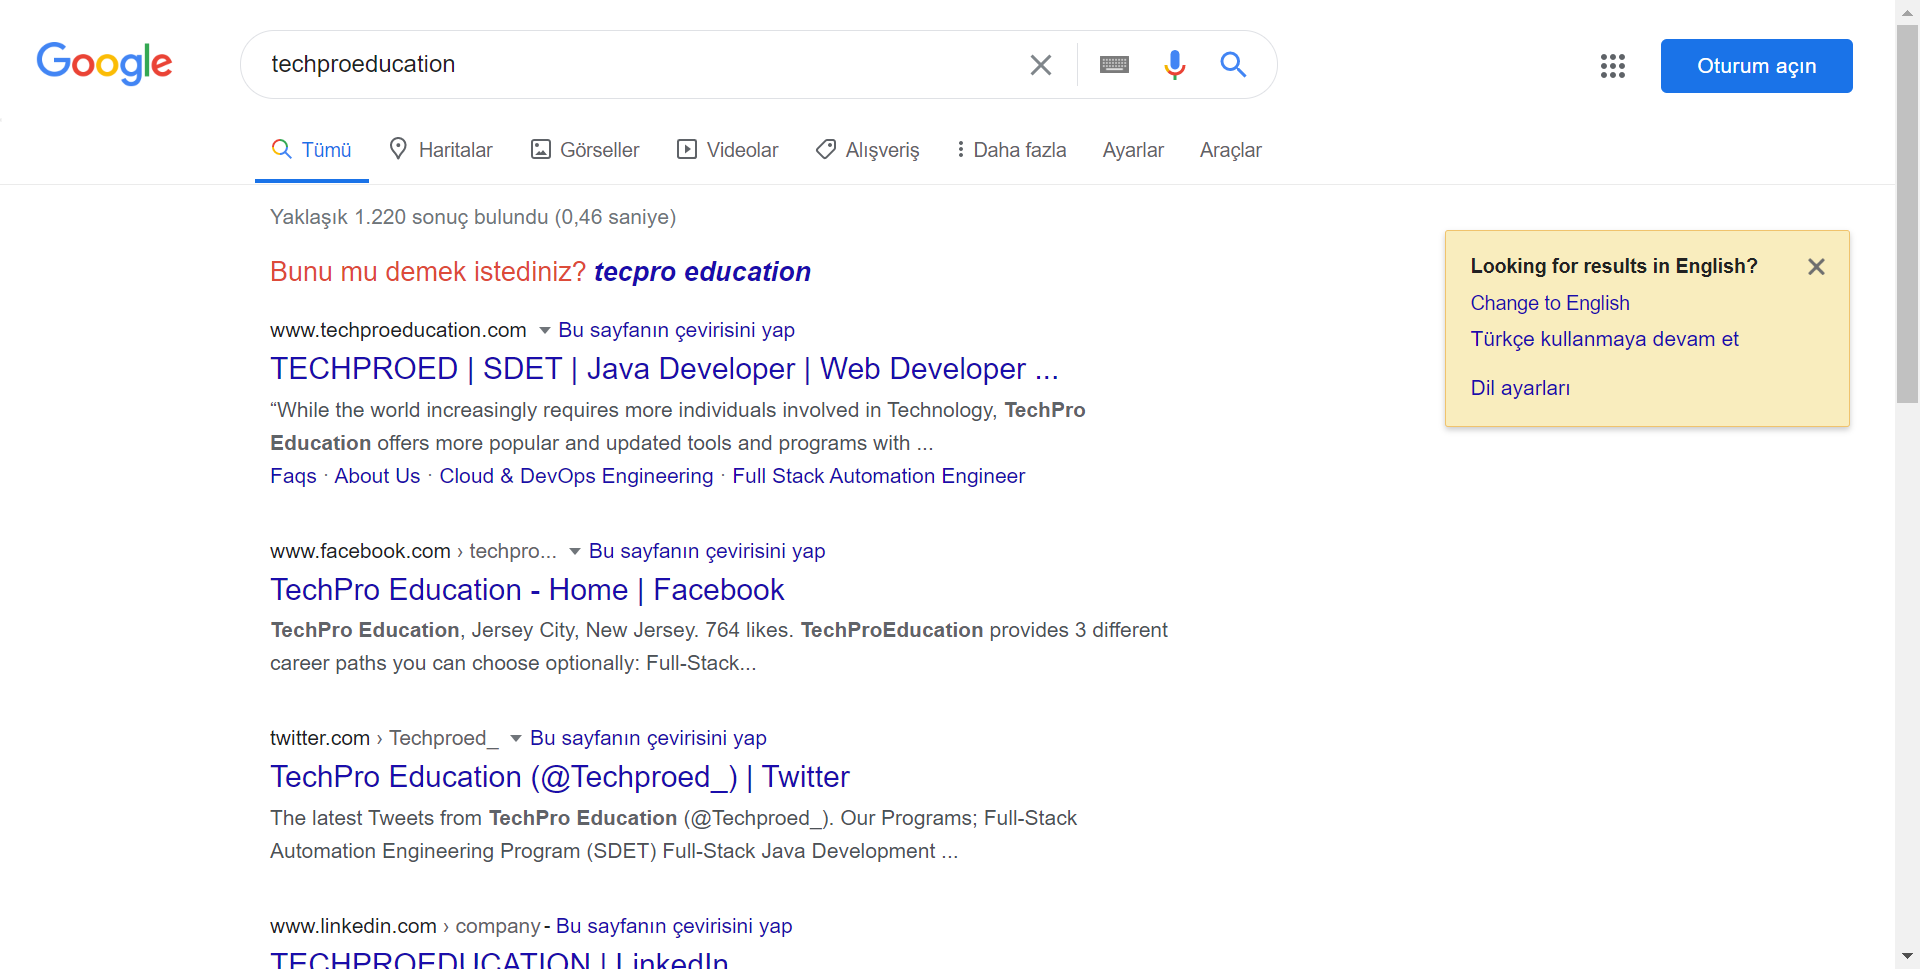 Google
techproeducation
Oturum açın
Tümü
Haritalar
Görseller
Videolar
Alışveriş
Daha fazla
Ayarlar
Araçlar
Yaklaşık 1.220 sonuç bulundu (0,46 saniye)
Bunu mu demek istediniz? tecpro education
www.techproeducation.com Bu sayfanın çevirisini yap
TECHPROED | SDET | Java Developer | Web Developer ...
“While the world increasingly requires more individuals involved in Technology, TechPro
Education offers more popular and updated tools and programs with ...
Faqs · About Us · Cloud & DevOps Engineering · Full Stack Automation Engineer
www.facebook.com › techpro... Bu sayfanın çevirisini yap
TechPro Education - Home | Facebook
TechPro Education, Jersey City, New Jersey. 764 likes. TechProEducation provides 3 different
career paths you can choose optionally: Full-Stack...
twitter.com › Techproed_ Bu sayfanın çevirisini yap
TechPro Education (@Techproed_) | Twitter
The latest Tweets from TechPro Education (@Techproed_). Our Programs; Full-Stack
Automation Engineering Program (SDET) Full-Stack Java Development ...
www.linkedin.com › company - Bu sayfanın çevirisini yap
TECHPROEDUCATION | LinkedIn
Looking for results in English?
Change to English
Türkçe kullanmaya devam et
Dil ayarları